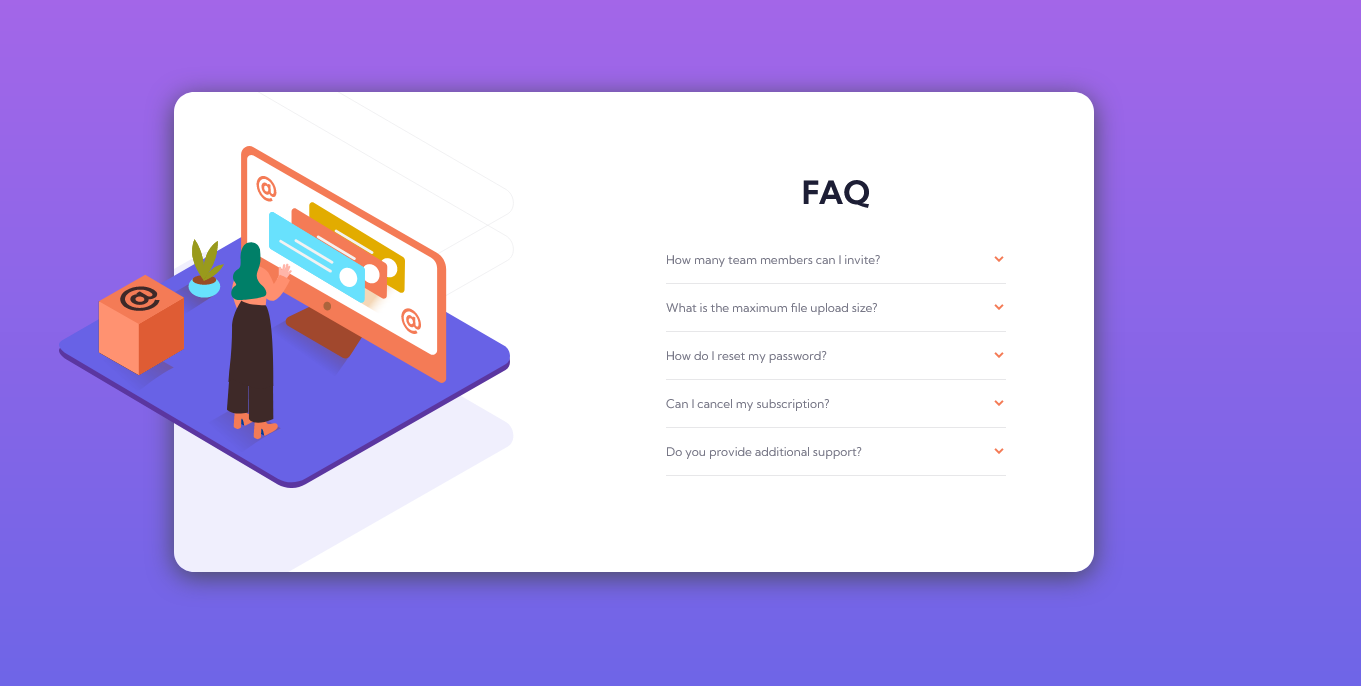 @
@
@
FAQ
How many team members can I invite?
What is the maximum file upload size?
How do I reset my password?
Can I cancel my subscription?
Do you provide additional support?